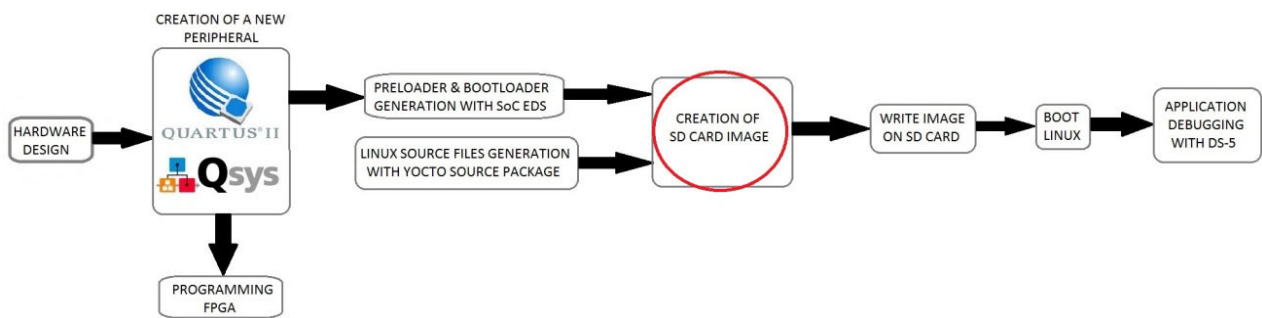 CREATION OF A NEW
PERIPHERAL
QUARTUS® II
Qsys
HARDWARE
DESIGN
PRELOADER & BOOTLOADER
GENERATION WITH SoC EDS
LINUX SOURCE FILES GENERATION
WITH YOCTO SOURCE PACKAGE
CREATION OF
SD CARD IMAGE
WRITE IMAGE
ON SD CARD
BOOT
LINUX
APPLICATION
DEBUGGING
WITH DS-5
PROGRAMMING
FPGA